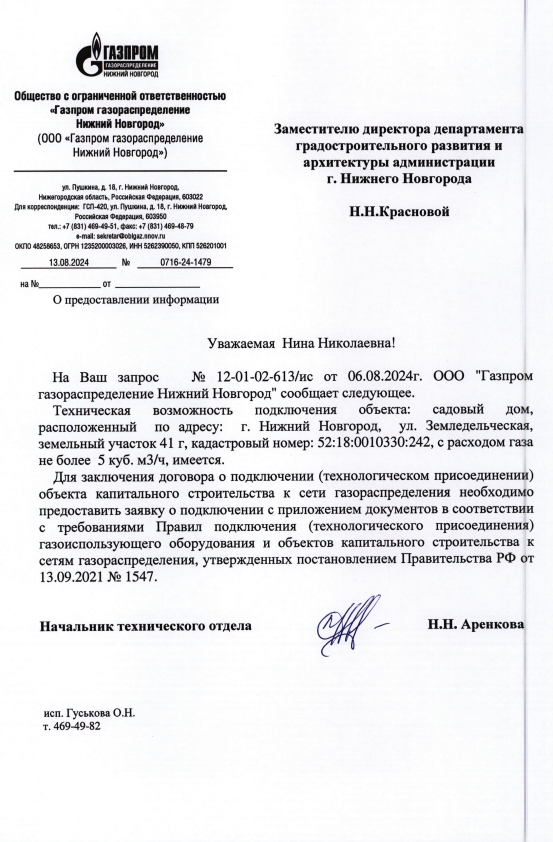 ГАЗПРОМ
ГАЗОРАСПРЕДЕЛЕНИЕ
НИЖНИЙ НОВГОРОД
Общество с ограниченной ответственностью
«Газпром газораспределение
Нижний Новгород»
(ООО «Газпром газораспределение
Нижний Новгород»)
ул. Пушкина, д. 18, г. Нижний Новгород,
Нижегородская область, Российская Федерация, 603022
Для корреспонденции: ГСП-420, ул. Пушкина, д. 18, г. Нижний Новгород,
Российская Федерация, 603950
тел.: +7 (831) 469-49-51, факс: +7 (831) 469-48-79
e-mail: sekretar@oblgaz.nnov.ru
ОКПО 48258653, ОГРН 1235200003026, ИНН 5262390050, КПП 526201001
13.08.2024 № 0716-24-1479
на №____________ от ____________
О предоставлении информации
Заместителю директора департамента
градостроительного развития и
архитектуры администрации
г. Нижнего Новгорода
Н.Н.Красновой
Уважаемая Нина Николаевна!
На Ваш запрос № 12-01-02-613/ис от 06.08.2024г. ООО "Газпром
газораспределение Нижний Новгород" сообщает следующее.
Техническая возможность подключения объекта: садовый дом,
расположенный по адресу: г. Нижний Новгород, ул. Земледельческая,
земельный участок 41 г, кадастровый номер: 52:18:0010330:242, с расходом газа
не более 5 куб. м3/ч, имеется.
Для заключения договора о подключении (технологическом присоединении)
объекта капитального строительства к сети газораспределения необходимо
предоставить заявку о подключении с приложением документов в соответствии
с требованиями Правил подключения (технологического присоединения)
газоиспользующего оборудования и объектов капитального строительства к
сетям газораспределения, утвержденных постановлением Правительства РФ от
13.09.2021 № 1547.
Начальник технического отдела Н.Н. Аренкова
исп. Гуськова О.Н.
т. 469-49-82